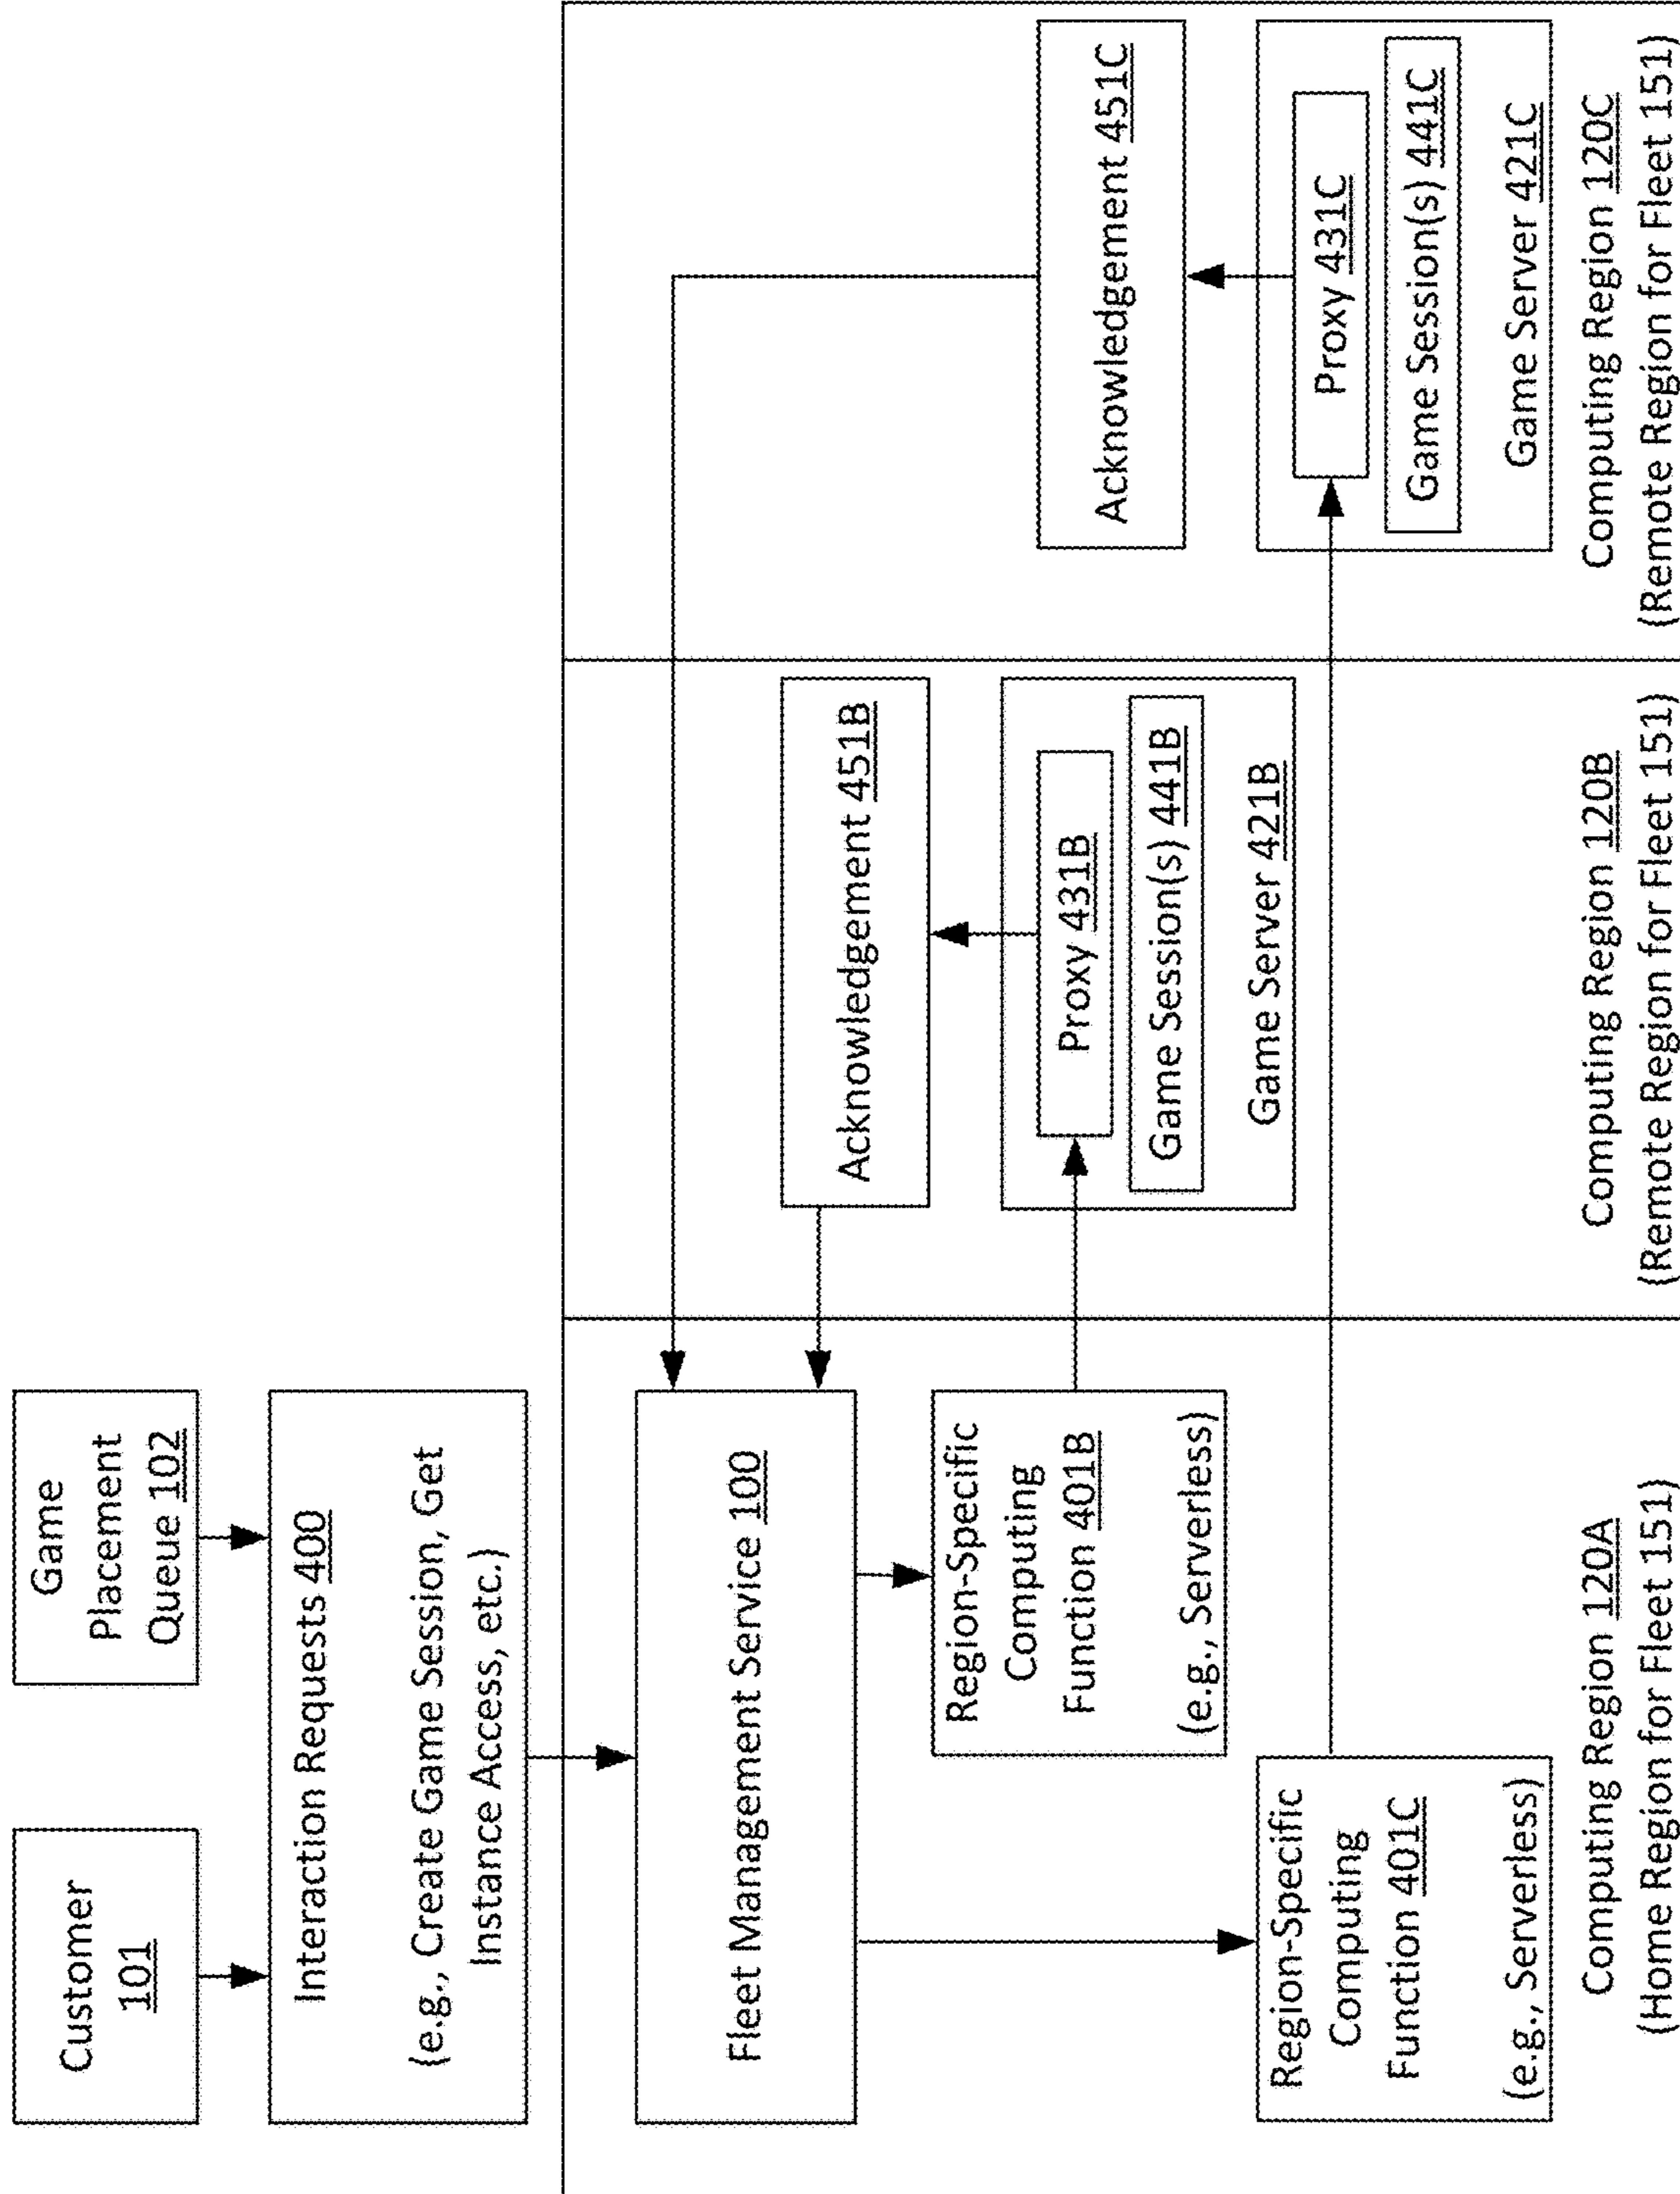 Customer
101
Game
Placement
Queue 102
Interaction Requests 400
(e.g., Create Game Session, Get
Instance Access, etc.)
Fleet Management Service 100
Region-Specific
Computing
Function 401B
(e.g., Serverless)
Region-Specific
Computing
Function 401C
(e.g., Serverless)
Computing Region 120A
(Home Region for Fleet 151)
Acknowledgement 451B
Proxy 431B
Game Session(s) 441B
Game Server 421B
Computing Region 120B
(Remote Region for Fleet 151)
Acknowledgement 451C
Proxy 431C
Game Session(s) 441C
Game Server 421C
Computing Region 120C
(Remote Region for Fleet 151)